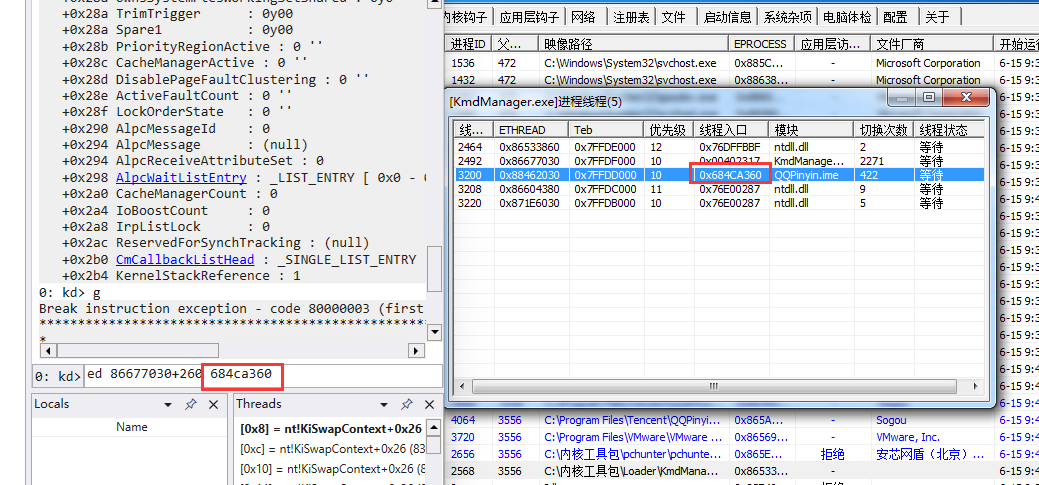 +0x28a TrimTrigger : 0y00
+0x28a Spare1 : 0y00
+0x28b PriorityRegionActive : 0 ''
+0x28c CacheManagerActive : 0 ''
+0x28d DisablePageFaultClustering : 0 ''
+0x28e ActiveFaultCount : 0 ''
+0x28f LockOrderState : 0 ''
+0x290 AlpcMessageId : 0
+0x294 AlpcMessage : (null)
+0x294 AlpcReceiveAttributeSet : 0
+0x298 AlpcWaitListEntry : _LIST_ENTRY [ 0x0 - 0
+0x2a0 CacheManagerCount : 0
+0x2a4 IoBoostCount : 0
+0x2a8 IrpListLock : 0
+0x2ac ReservedForSynchTracking : (null)
+0x2b0 CmCallbackListHead : _SINGLE_LIST_ENTRY
+0x2b4 KernelStackReference : 1
0: kd> g
Break instruction exception - code 80000003 (first
*
0: kd> ed 86677030+260 684ca360
Locals
Name
Threads
[0x8] = nt!KiSwapContext+0x26
[0xc] = nt!KiSwapContext+0x26 (83
[0x10] = nt!KiSwapContext+0x26 (8
内核钩子 应用层钩子 网络 注册表 文件 启动信息 系统杂项 电脑体检 配置 关于
进程ID 父... 映像路径 EPROCESS 应用层访... 文件厂商 开始运
1536 472 C:\Windows\System32\svchost.exe 0x885C... - Microsoft Corporation 6-15 9:3
1432 472 C:\Windows\System32\svchost.exe 0x88638... - Microsoft Corporation 6-15 9:3
[KmdManager.exe]进程线程(5)
线... ETHREAD Teb 优先级 线程入口 模块 切换次数 线程状态
2464 0x86533860 0x7FFDE000 12 0x76DFFBBF ntdll.dll 2 等待
2492 0x86677030 0x7FFDF000 10 0x00402317 KmdManage... 2271 等待
3200 0x88462030 0x7FFDD000 10 0x684CA360 QQPinyin.ime 422 等待
3208 0x86604380 0x7FFDC000 11 0x76E00287 ntdll.dll 9 等待
3220 0x871E6030 0x7FFDB000 10 0x76E00287 ntdll.dll 5 等待
4064 3556 C:\Program Files\Tencent\QQPinyi... 0x865A... - Sogou 6-15 9:4
3720 3556 C:\Program Files\VMware\VMware ... 0x86569... - VMware, Inc. 6-15 9:4
2656 3556 C:\内核工具包\pchunter\pchunte... 0x865E... 拒绝 安芯网盾（北京）... 6-15 9:4
2568 3556 C:\内核工具包\Loader\KmdMana... 0x86533... - 6-15 9:4